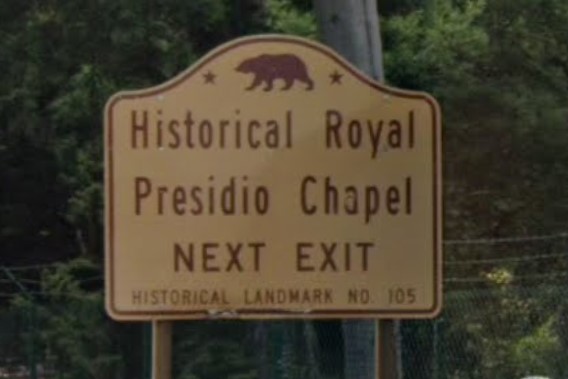 Historical Royal
Presidio Chapel
NEXT EXIT
HISTORICAL LANDMARK NO. 105